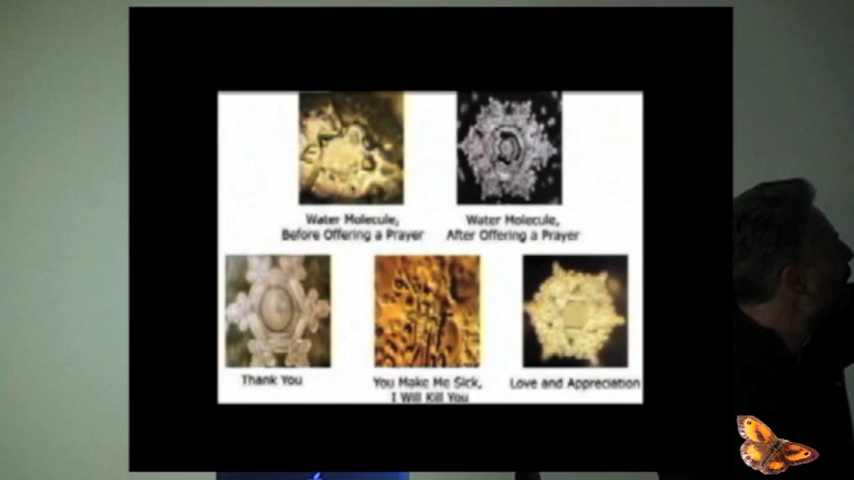 Water Molecule,
Before Offering a Prayer
Water Molecule,
After Offering a Prayer
Thank You
You Make Me Sick,
I Will Kill You
Love and Appreciation